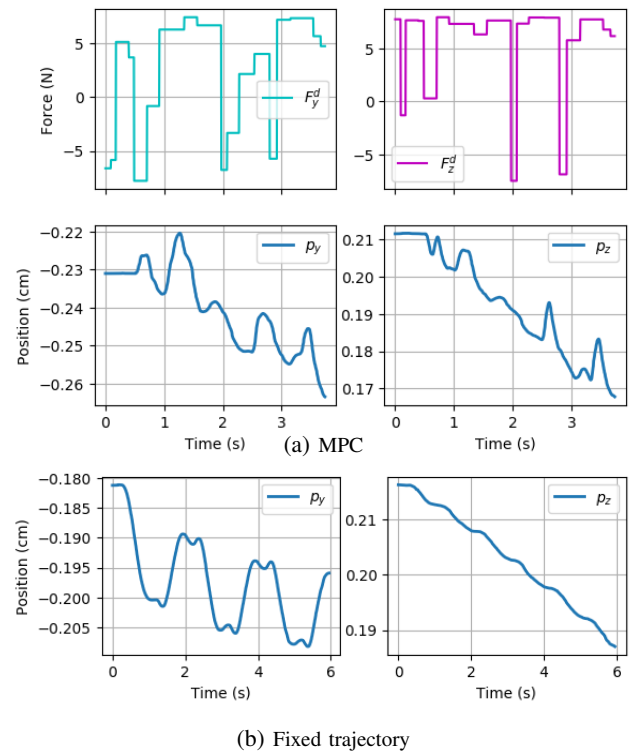 5
0
−5
Force (N)
F_y^d
5
0
−5
F_z^d
−0.22
−0.23
−0.24
−0.25
−0.26
Position (cm)
p_y
0 1 2 3
Time (s)
0.21
0.20
0.19
0.18
0.17
p_z
0 1 2 3
Time (s)
(a) MPC
−0.180
−0.185
−0.190
−0.195
−0.200
−0.205
Position (cm)
p_y
0 2 4 6
Time (s)
0.21
0.20
0.19
p_z
0 2 4 6
Time (s)
(b) Fixed trajectory